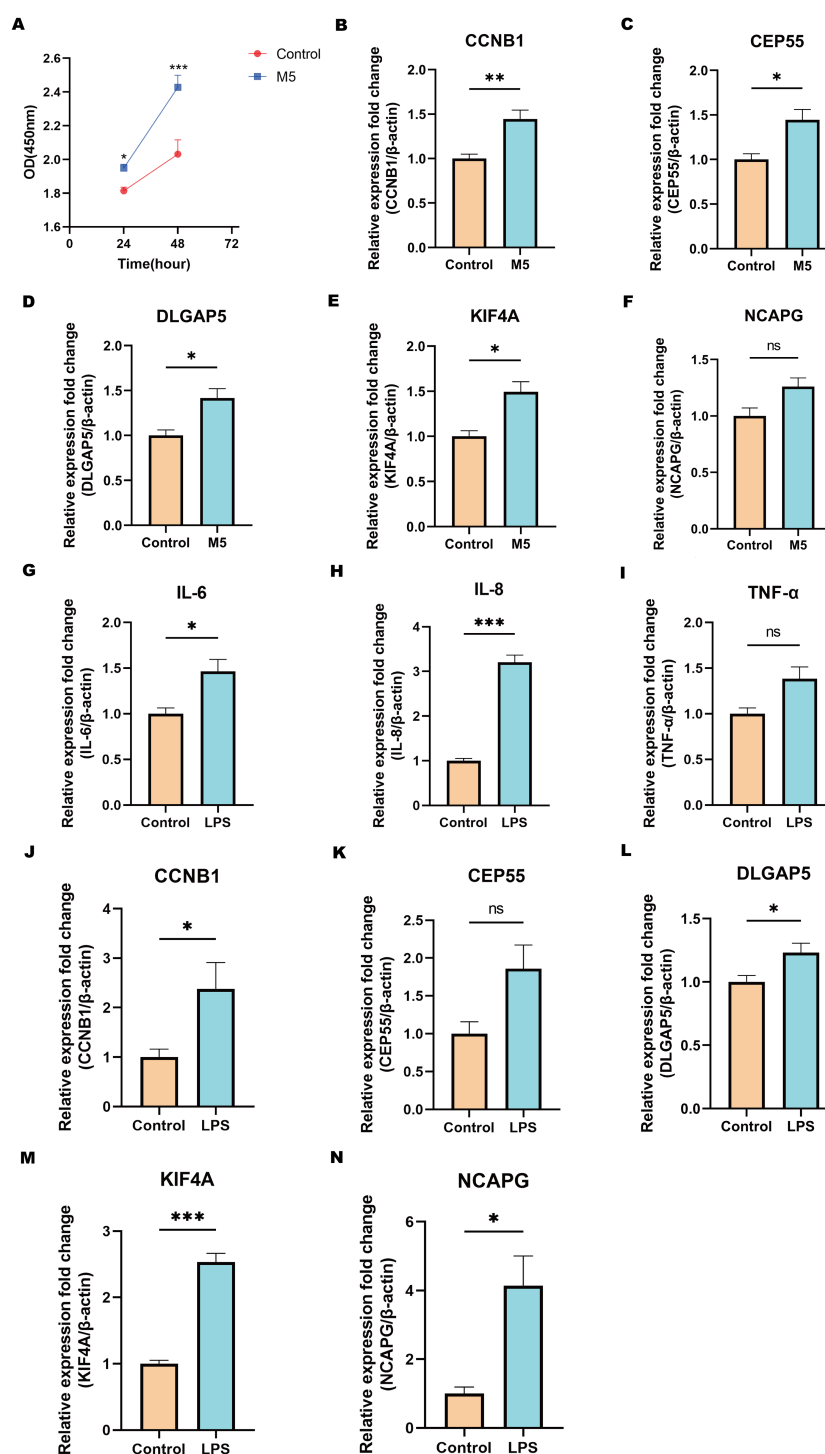 A
Control
M5
OD(450nm)
2.6
2.4
2.2
2.0
1.8
1.6
*
***
0
24
48
72
Time(hour)
B
CCNB1
Relative expression fold change
(CCNB1/β-actin)
2.0
1.5
1.0
0.5
0.0
**
Control
M5
C
CEP55
Relative expression fold change
(CEP55/β-actin)
2.0
1.5
1.0
0.5
0.0
*
Control
M5
D
DLGAP5
Relative expression fold change
(DLGAP5/β-actin)
2.0
1.5
1.0
0.5
0.0
*
Control
M5
E
KIF4A
Relative expression fold change
(KIF4A/β-actin)
2.0
1.5
1.0
0.5
0.0
*
Control
M5
F
NCAPG
Relative expression fold change
(NCAPG/β-actin)
1.5
1.0
0.5
0.0
ns
Control
M5
G
IL-6
Relative expression fold change
(IL-6/β-actin)
2.0
1.5
1.0
0.5
0.0
*
Control
LPS
H
IL-8
Relative expression fold change
(IL-8/β-actin)
4
3
2
1
0
***
Control
LPS
I
TNF-α
Relative expression fold change
(TNF-α/β-actin)
2.0
1.5
1.0
0.5
0.0
ns
Control
LPS
J
CCNB1
Relative expression fold change
(CCNB1/β-actin)
4
3
2
1
0
*
Control
LPS
K
CEP55
Relative expression fold change
(CEP55/β-actin)
2.5
2.0
1.5
1.0
0.5
0.0
ns
Control
LPS
L
DLGAP5
Relative expression fold change
(DLGAP5/β-actin)
1.5
1.0
0.5
0.0
*
Control
LPS
M
KIF4A
Relative expression fold change
(KIF4A/β-actin)
3
2
1
0
***
Control
LPS
N
NCAPG
Relative expression fold change
(NCAPG/β-actin)
6
4
2
0
*
Control
LPS